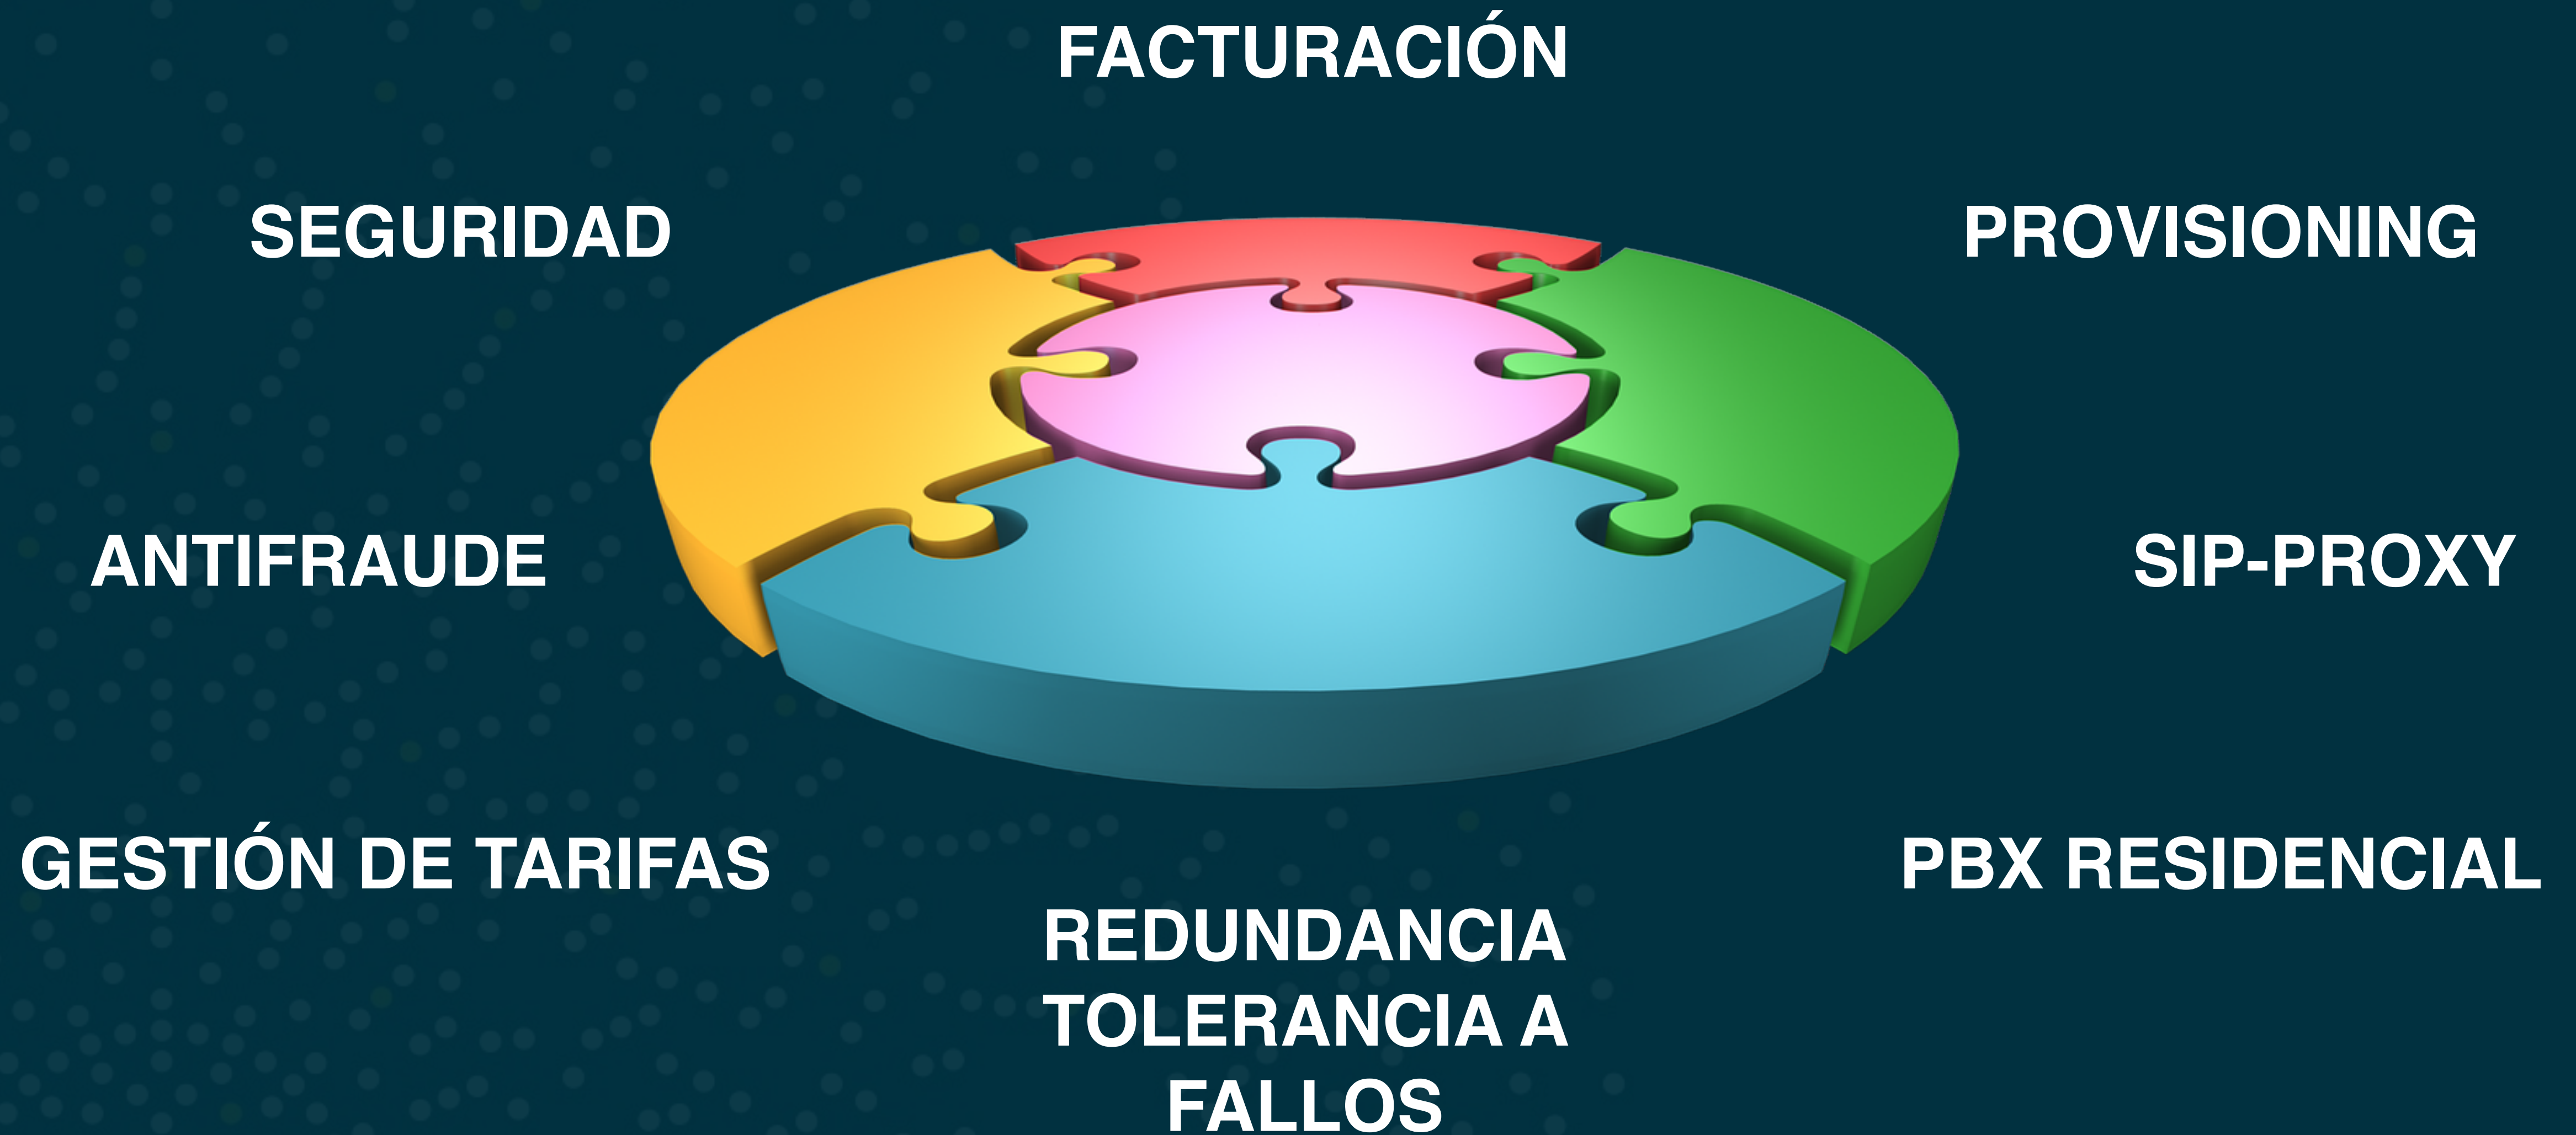 FACTURACIÓN
SEGURIDAD
PROVISIONING
ANTIFRAUDE
SIP-PROXY
GESTIÓN DE TARIFAS
PBX RESIDENCIAL
REDUNDANCIA
TOLERANCIA A
FALLOS